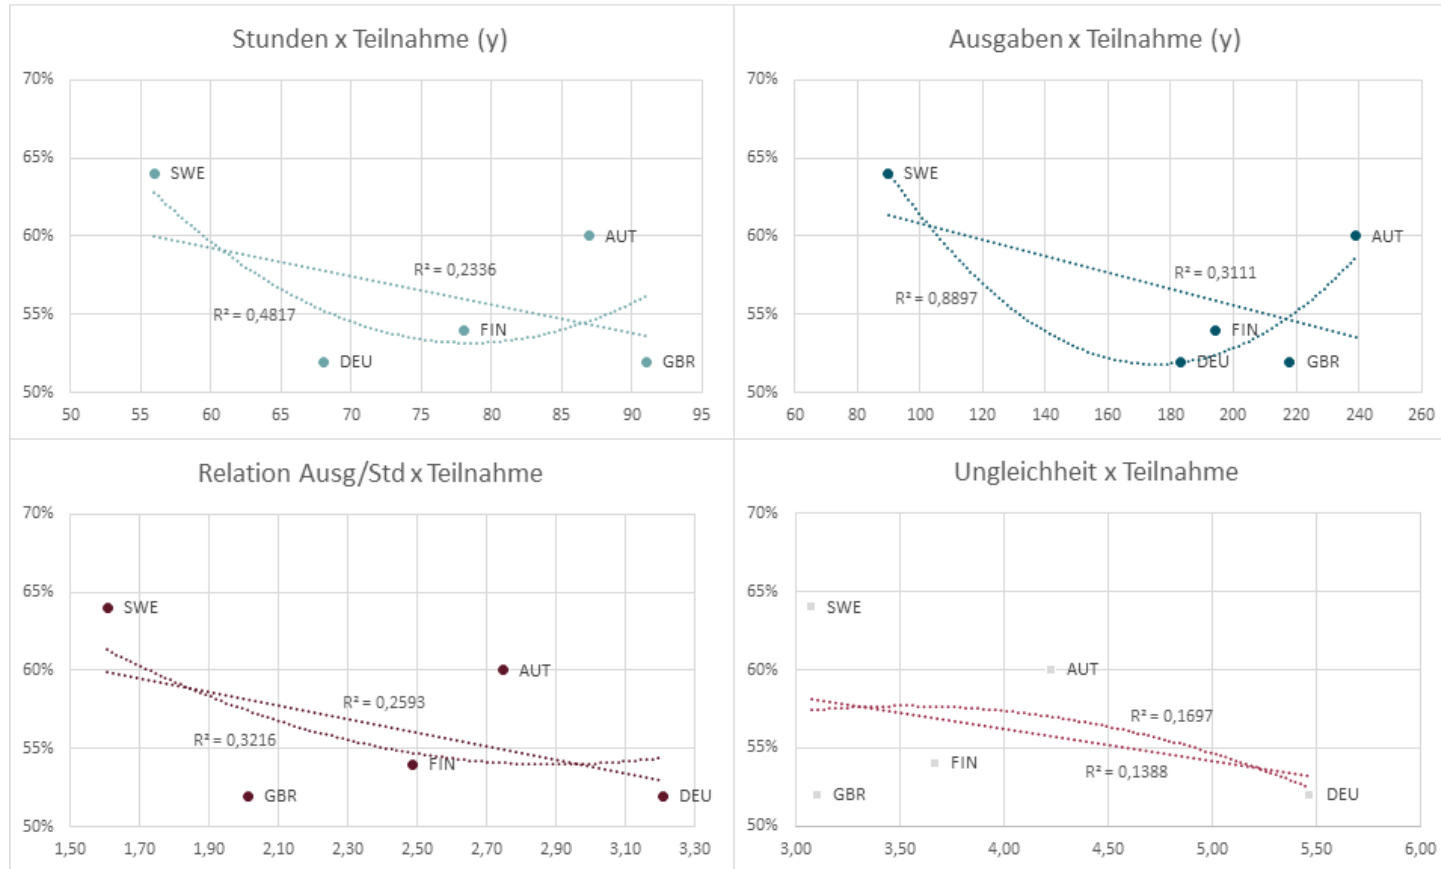 Stunden x Teilnahme (y)
70%
65%
60%
55%
50%
SWE
AUT
R² = 0,2336
R² = 0,4817
FIN
DEU
GBR
50 55 60 65 70 75 80 85 90 95
Ausgaben x Teilnahme (y)
70%
65%
60%
55%
50%
SWE
AUT
R² = 0,3111
R² = 0,8897
FIN
DEU
GBR
60 80 100 120 140 160 180 200 220 240 260
Relation Ausg/Std x Teilnahme
70%
65%
60%
55%
50%
SWE
AUT
R² = 0,2593
R² = 0,3216
FIN
GBR
DEU
1,50 1,70 1,90 2,10 2,30 2,50 2,70 2,90 3,10 3,30
Ungleichheit x Teilnahme
70%
65%
60%
55%
50%
SWE
AUT
R² = 0,1697
FIN
R² = 0,1388
GBR
DEU
3,00 3,50 4,00 4,50 5,00 5,50 6,00